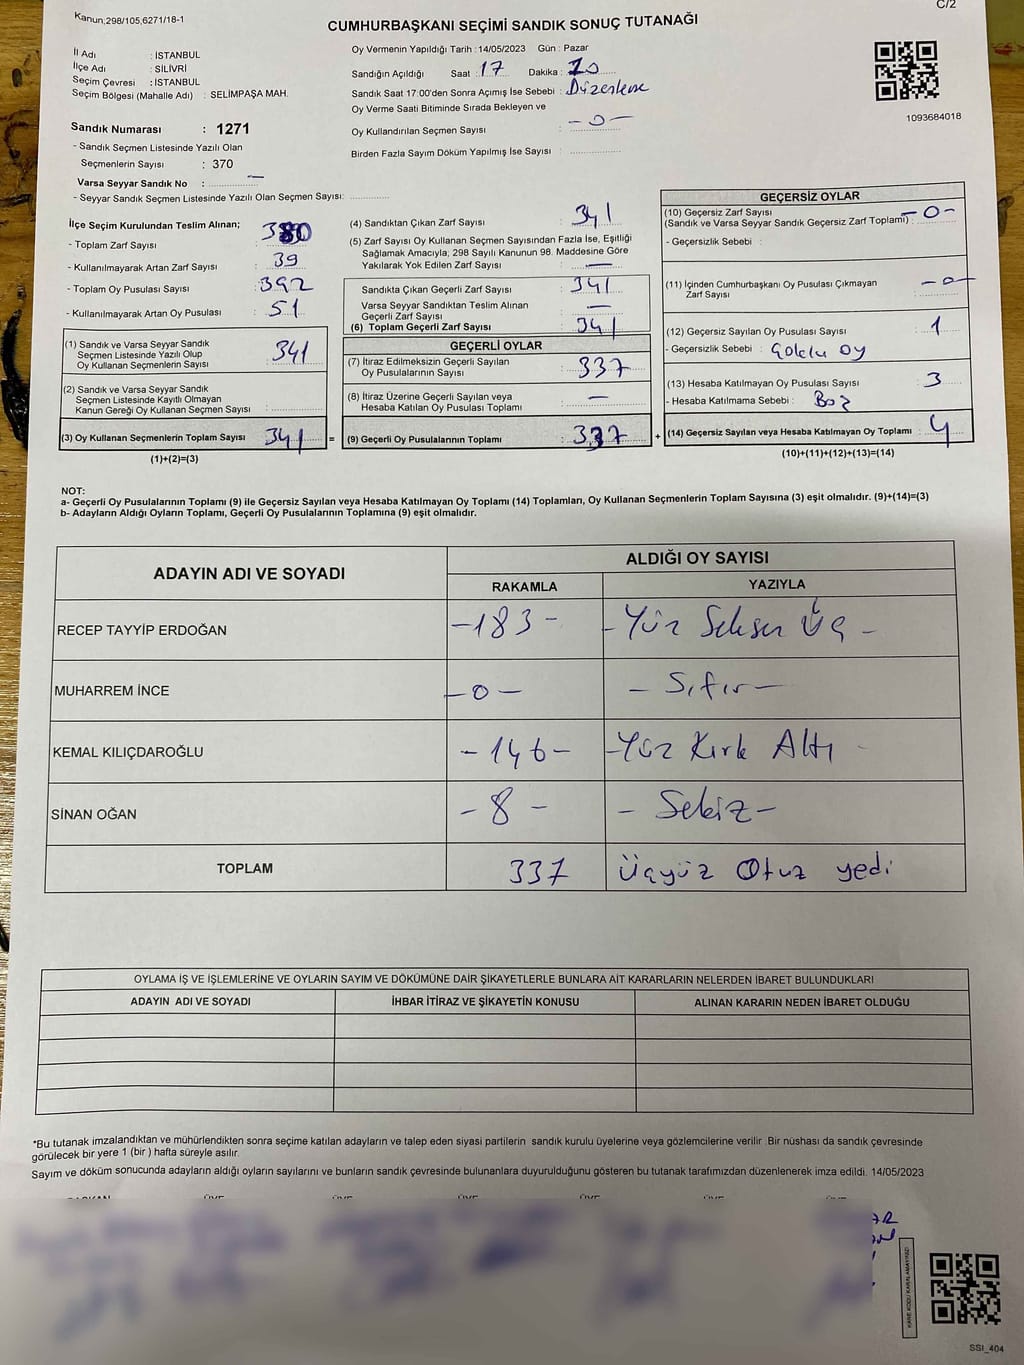 Kanun;298/105,6271/18-1
C/2
CUMHURBAŞKANI SEÇİMİ SANDIK SONUÇ TUTANAĞI
İl Adı : İSTANBUL
İlçe Adı : SİLİVRİ
Seçim Çevresi : İSTANBUL
Seçim Bölgesi (Mahalle Adı) : SELİMPAŞA MAH.
Oy Vermenin Yapıldığı Tarih : 14/05/2023 Gün : Pazar
Sandığın Açıldığı Saat : 17 Dakika : 20
Sandık Saat 17:00'den Sonra Açımış İse Sebebi : Düzenleme
Oy Verme Saati Bitiminde Sırada Bekleyen ve
Oy Kullandırılan Seçmen Sayısı : -0-
Birden Fazla Sayım Döküm Yapılmış İse Sayısı :
1093684018
Sandık Numarası : 1271
- Sandık Seçmen Listesinde Yazılı Olan
Seçmenlerin Sayısı : 370
Varsa Seyyar Sandık No : —
- Seyyar Sandık Seçmen Listesinde Yazılı Olan Seçmen Sayısı:
İlçe Seçim Kurulundan Teslim Alınan;
- Toplam Zarf Sayısı : 380
- Kullanılmayarak Artan Zarf Sayısı : 39
- Toplam Oy Pusulası Sayısı : 392
- Kullanılmayarak Artan Oy Pusulası : 51
(1) Sandık ve Varsa Seyyar Sandık
Seçmen Listesinde Yazılı Olup
Oy Kullanan Seçmenlerin Sayısı : 341
(2) Sandık ve Varsa Seyyar Sandık
Seçmen Listesinde Kayıtlı Olmayan
Kanun Gereği Oy Kullanan Seçmen Sayısı :
(3) Oy Kullanan Seçmenlerin Toplam Sayısı 341 =
(1)+(2)=(3)
(4) Sandıktan Çıkan Zarf Sayısı : 341
(5) Zarf Sayısı Oy Kullanan Seçmen Sayısından Fazla İse, Eşitliği
Sağlamak Amacıyla, 298 Sayılı Kanunun 98. Maddesine Göre
Yakılarak Yok Edilen Zarf Sayısı : —
Sandıkta Çıkan Geçerli Zarf Sayısı : 341
Varsa Seyyar Sandıktan Teslim Alınan
Geçerli Zarf Sayısı : —
(6) Toplam Geçerli Zarf Sayısı : 341
GEÇERLİ OYLAR
(7) İtiraz Edilmeksizin Geçerli Sayılan
Oy Pusulalarının Sayısı : 337
(8) İtiraz Üzerine Geçerli Sayılan veya
Hesaba Katılan Oy Pusulası Toplamı : —
(9) Geçerli Oy Pusulalarının Toplamı : 337 +
GEÇERSİZ OYLAR
(10) Geçersiz Zarf Sayısı
(Sandık ve Varsa Seyyar Sandık Geçersiz Zarf Toplamı) : -0-
- Geçersizlik Sebebi :
(11) İçinden Cumhurbaşkanı Oy Pusulası Çıkmayan
Zarf Sayısı : -0-
(12) Geçersiz Sayılan Oy Pusulası Sayısı : 1
- Geçersizlik Sebebi : Çoklu oy
(13) Hesaba Katılmayan Oy Pusulası Sayısı : 3
- Hesaba Katılmama Sebebi : Boz
(14) Geçersiz Sayılan veya Hesaba Katılmayan Oy Toplamı : 4
(10)+(11)+(12)+(13)=(14)
NOT:
a- Geçerli Oy Pusulalarının Toplamı (9) ile Geçersiz Sayılan veya Hesaba Katılmayan Oy Toplamı (14) Toplamları, Oy Kullanan Seçmenlerin Toplam Sayısına (3) eşit olmalıdır. (9)+(14)=(3)
b- Adayların Aldığı Oyların Toplamı, Geçerli Oy Pusulalarının Toplamına (9) eşit olmalıdır.
ADAYIN ADI VE SOYADI
ALDIĞI OY SAYISI
RAKAMLA YAZIYLA
RECEP TAYYİP ERDOĞAN -183- -Yüz Seksen Üç-
MUHARREM İNCE -0- -Sıfır-
KEMAL KILIÇDAROĞLU -146- -Yüz Kırk Altı-
SİNAN OĞAN -8- -Sekiz-
TOPLAM 337 Üçyüz Otuz yedi
OYLAMA İŞ VE İŞLEMLERİNE VE OYLARIN SAYIM VE DÖKÜMÜNE DAİR ŞİKAYETLERLE BUNLARA AİT KARARLARIN NELERDEN İBARET BULUNDUKLARI
ADAYIN ADI VE SOYADI İHBAR İTİRAZ VE ŞİKAYETİN KONUSU ALINAN KARARIN NEDEN İBARET OLDUĞU
*Bu tutanak imzalandıktan ve mühürlendikten sonra seçime katılan adayların ve talep eden siyasi partilerin sandık kurulu üyelerine veya gözlemcilerine verilir .Bir nüshası da sandık çevresinde
görülecek bir yere 1 (bir ) hafta süreyle asılır.
Sayım ve döküm sonucunda adayların aldığı oyların sayılarını ve bunların sandık çevresinde bulunanlara duyurulduğunu gösteren bu tutanak tarafımızdan düzenlenerek imza edildi. 14/05/2023
BAŞKAN ÜYE ÜYE ÜYE ÜYE ÜYE
KARE KODU KARALAMAYINIZ!
SSI_404